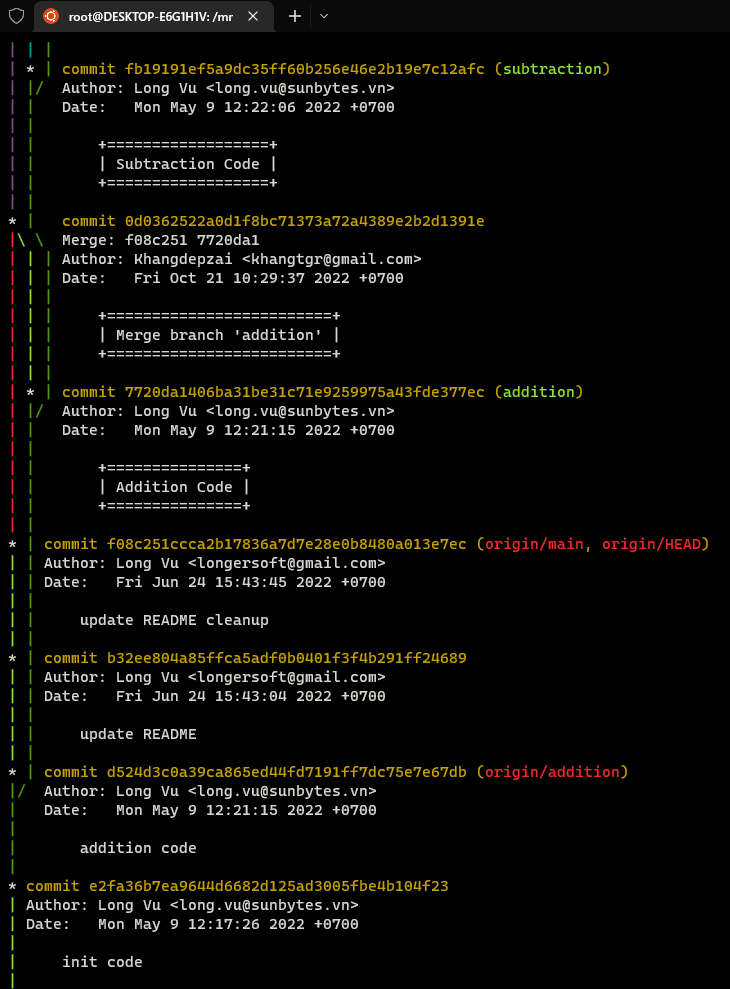 root@DESKTOP-E6G1H1V: /mr
* | commit fb19191ef5a9dc35ff60b256e46e2b19e7c12afc (subtraction)
Author: Long Vu <long.vu@sunbytes.vn>
Date: Mon May 9 12:22:06 2022 +0700
+==================+
| Subtraction Code |
+==================+
* | commit 0d0362522a0d1f8bc71373a72a4389e2b2d1391e
Merge: f08c251 7720da1
Author: Khangdepzai <khangtgr@gmail.com>
Date: Fri Oct 21 10:29:37 2022 +0700
+=========================+
| Merge branch 'addition' |
+=========================+
* | commit 7720da1406ba31be31c71e9259975a43fde377ec (addition)
Author: Long Vu <long.vu@sunbytes.vn>
Date: Mon May 9 12:21:15 2022 +0700
+===============+
| Addition Code |
+===============+
* | commit f08c251ccca2b17836a7d7e28e0b8480a013e7ec (origin/main, origin/HEAD)
Author: Long Vu <longersoft@gmail.com>
Date: Fri Jun 24 15:43:45 2022 +0700
update README cleanup
* | commit b32ee804a85ffca5adf0b0401f3f4b291ff24689
Author: Long Vu <longersoft@gmail.com>
Date: Fri Jun 24 15:43:04 2022 +0700
update README
* | commit d524d3c0a39ca865ed44fd7191ff7dc75e7e67db (origin/addition)
Author: Long Vu <long.vu@sunbytes.vn>
Date: Mon May 9 12:21:15 2022 +0700
addition code
* commit e2fa36b7ea9644d6682d125ad3005fbe4b104f23
Author: Long Vu <long.vu@sunbytes.vn>
Date: Mon May 9 12:17:26 2022 +0700
init code